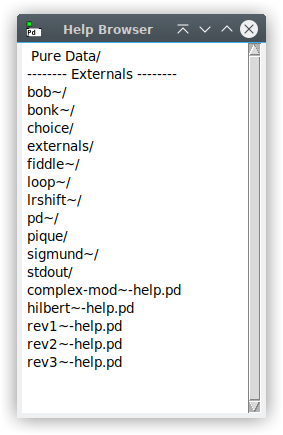 Help Browser
Pd
Pure Data/
-------- Externals --------
bob~/
bonk~/
choice/
externals/
fiddle~/
loop~/
lrshift~/
pd~/
pique/
sigmund~/
stdout/
complex-mod~-help.pd
hilbert~-help.pd
rev1~-help.pd
rev2~-help.pd
rev3~-help.pd